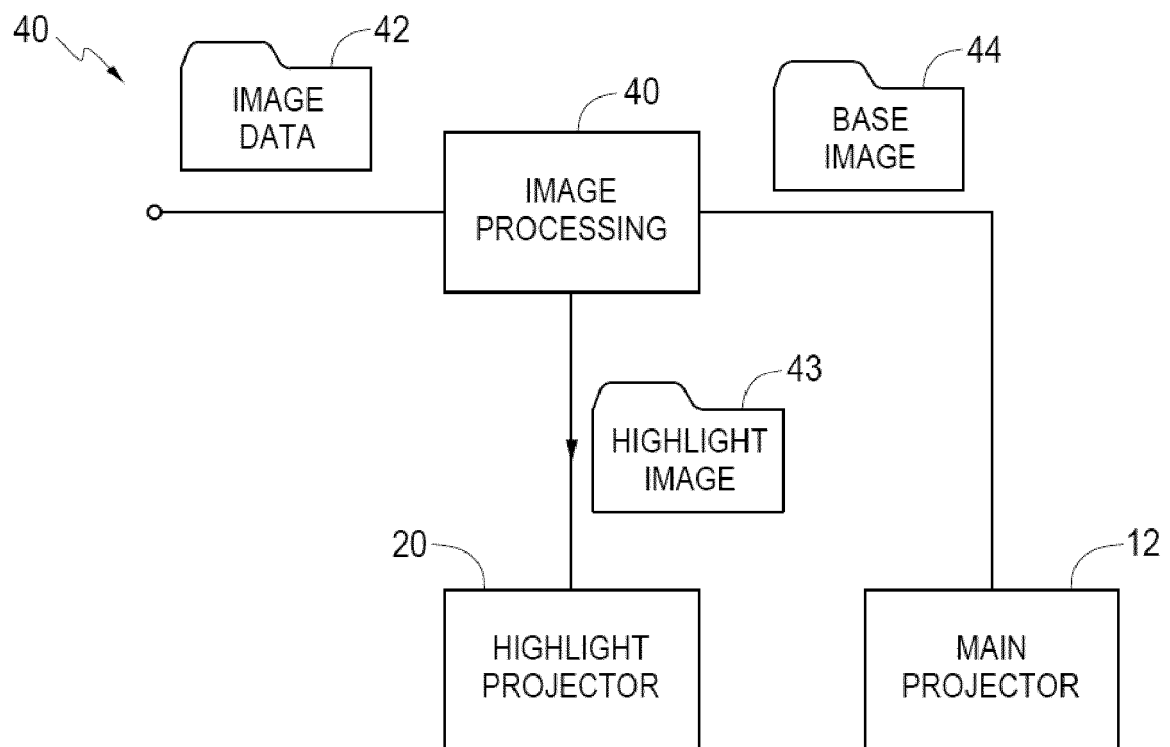 40
42
IMAGE
DATA
40
IMAGE
PROCESSING
44
BASE
IMAGE
43
HIGHLIGHT
IMAGE
20
HIGHLIGHT
PROJECTOR
12
MAIN
PROJECTOR